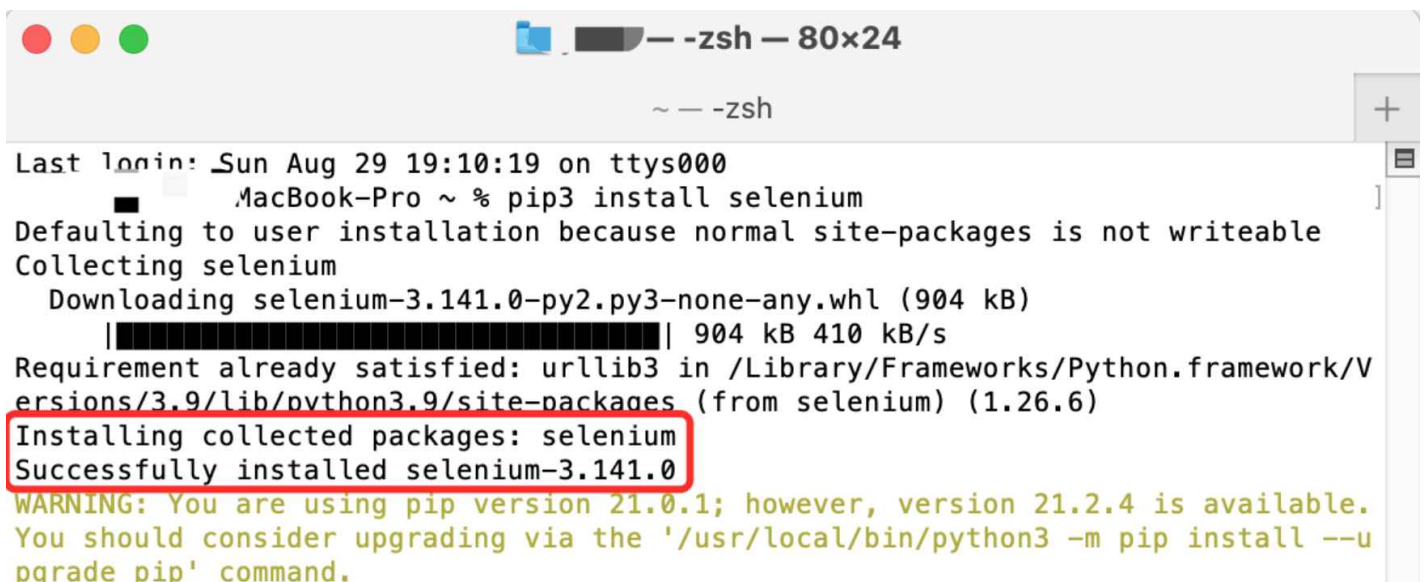 — -zsh — 80×24
~ — -zsh
Last login: Sun Aug 29 19:10:19 on ttys000
MacBook-Pro ~ % pip3 install selenium
Defaulting to user installation because normal site-packages is not writeable
Collecting selenium
Downloading selenium-3.141.0-py2.py3-none-any.whl (904 kB)
| 904 kB 410 kB/s
Requirement already satisfied: urllib3 in /Library/Frameworks/Python.framework/V
ersions/3.9/lib/python3.9/site-packages (from selenium) (1.26.6)
Installing collected packages: selenium
Successfully installed selenium-3.141.0
WARNING: You are using pip version 21.0.1; however, version 21.2.4 is available.
You should consider upgrading via the '/usr/local/bin/python3 -m pip install --u
pgrade pip' command.